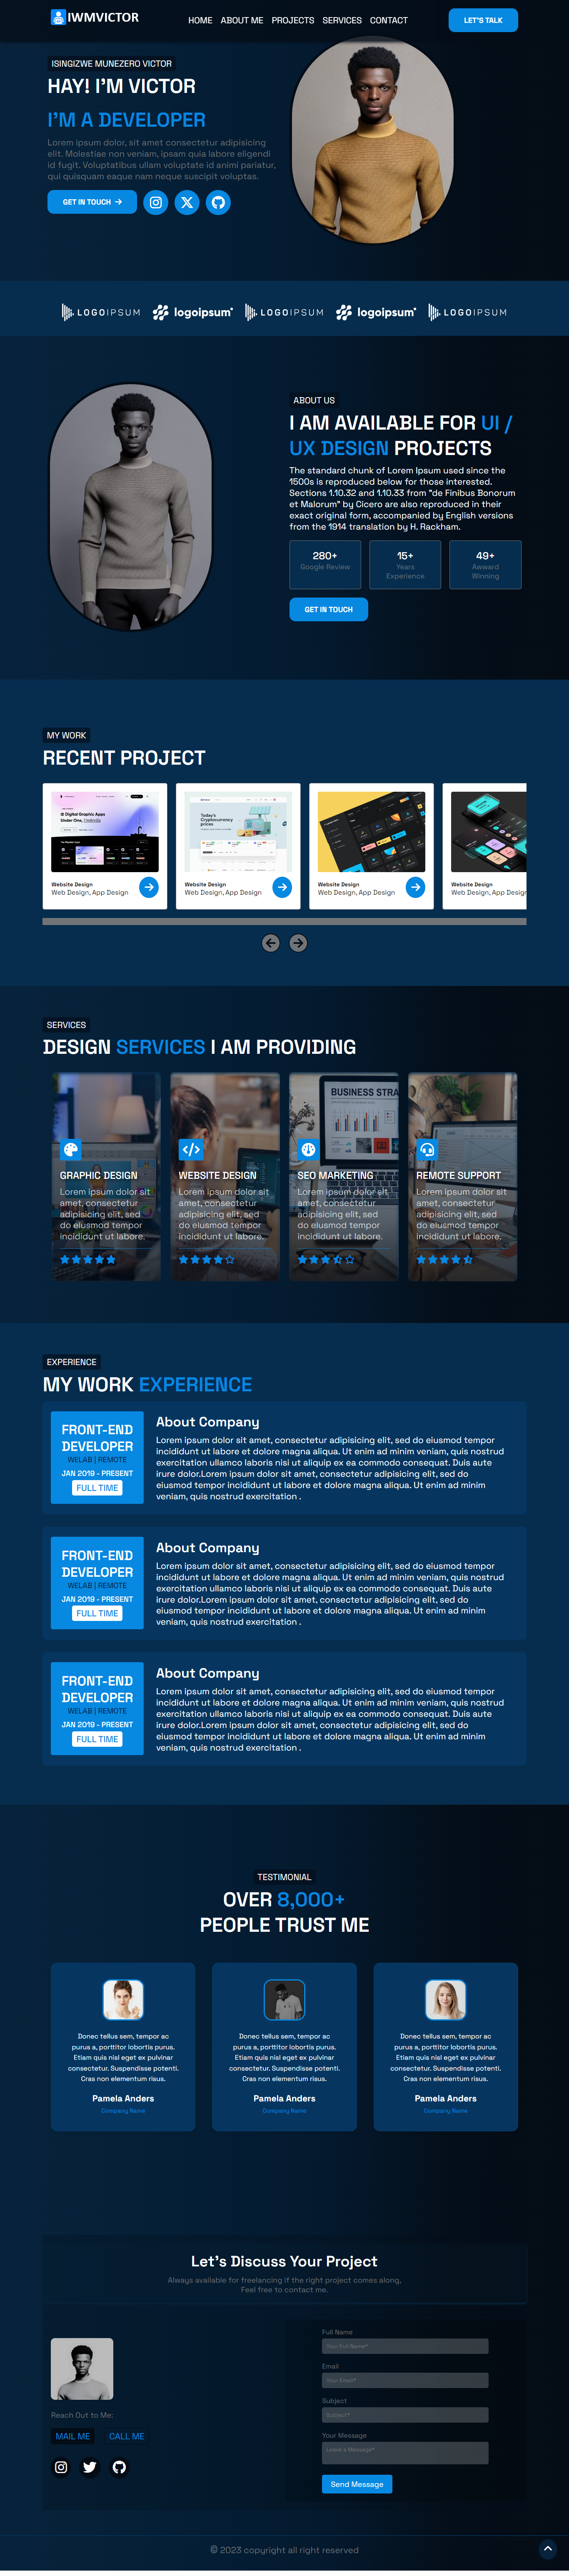 IWMVICTOR
HOME ABOUT ME PROJECTS SERVICES CONTACT
LET'S TALK
ISINGIZWE MUNEZERO VICTOR
HAY! I'M VICTOR
I'M A DEVELOPER
Lorem ipsum dolor, nam sit amet consectetur adipisicing
elit. Molestiae non veniam, ipsam quia labore eligendi
id fugit. Voluptatibus ullam voluptate id animi pariatur,
qui quisquam eaque nam neque suscipit voluptas.
GET IN TOUCH
LOGOIPSUM logoipsum LOGOIPSUM logoipsum LOGOIPSUM
ABOUT US
I AM AVAILABLE FOR UI /
UX DESIGN PROJECTS
The standard chunk of Lorem Ipsum used since the
1500s is reproduced below for those interested.
Sections 1.10.32 and 1.10.33 from "de Finibus Bonorum
et Malorum" by Cicero are also reproduced in their
exact original form, accompanied by English versions
from the 1914 translation by H. Rackham.
280+
Google Review
15+
Years
Experience
49+
Awward
Winning
GET IN TOUCH
MY WORK
RECENT PROJECT
Digital Graphic Apps
Under One, Umbrella
Today's
Cryptocurrency
prices
Website Design
Web Design, App Design
Website Design
Web Design, App Design
Website Design
Web Design, App Design
Website Design
Web Design, App Design
SERVICES
DESIGN SERVICES I AM PROVIDING
BUSINESS STRA
GRAPHIC DESIGN
Lorem ipsum dolor sit
amet, consectetur
adipisicing elit, sed
do eiusmod tempor
incididunt ut labore.
WEBSITE DESIGN
Lorem ipsum dolor sit
amet, consectetur
adipisicing elit, sed
do eiusmod tempor
incididunt ut labore.
SEO MARKETING
Lorem ipsum dolor sit
amet, consectetur
adipisicing elit, sed
do eiusmod tempor
incididunt ut labore.
REMOTE SUPPORT
Lorem ipsum dolor sit
amet, consectetur
adipisicing elit, sed
do eiusmod tempor
incididunt ut labore.
EXPERIENCE
MY WORK EXPERIENCE
FRONT-END
DEVELOPER
WELAB | REMOTE
JAN 2019 - PRESENT
FULL TIME
About Company
Lorem ipsum dolor sit amet, consectetur adipisicing elit, sed do eiusmod tempor
incididunt ut labore et dolore magna aliqua. Ut enim ad minim veniam, quis nostrud
exercitation ullamco laboris nisi ut aliquip ex ea commodo consequat. Duis aute
irure dolor.Lorem ipsum dolor sit amet, consectetur adipisicing elit, sed do
eiusmod tempor incididunt ut labore et dolore magna aliqua. Ut enim ad minim
veniam, quis nostrud exercitation .
FRONT-END
DEVELOPER
WELAB | REMOTE
JAN 2019 - PRESENT
FULL TIME
About Company
Lorem ipsum dolor sit amet, consectetur adipisicing elit, sed do eiusmod tempor
incididunt ut labore et dolore magna aliqua. Ut enim ad minim veniam, quis nostrud
exercitation ullamco laboris nisi ut aliquip ex ea commodo consequat. Duis aute
irure dolor.Lorem ipsum dolor sit amet, consectetur adipisicing elit, sed do
eiusmod tempor incididunt ut labore et dolore magna aliqua. Ut enim ad minim
veniam, quis nostrud exercitation .
FRONT-END
DEVELOPER
WELAB | REMOTE
JAN 2019 - PRESENT
FULL TIME
About Company
Lorem ipsum dolor sit amet, consectetur adipisicing elit, sed do eiusmod tempor
incididunt ut labore et dolore magna aliqua. Ut enim ad minim veniam, quis nostrud
exercitation ullamco laboris nisi ut aliquip ex ea commodo consequat. Duis aute
irure dolor.Lorem ipsum dolor sit amet, consectetur adipisicing elit, sed do
eiusmod tempor incididunt ut labore et dolore magna aliqua. Ut enim ad minim
veniam, quis nostrud exercitation .
TESTIMONIAL
OVER 8,000+
PEOPLE TRUST ME
Donec tellus sem, tempor ac
purus a, porttitor lobortis purus.
Etiam quis nisl eget ex pulvinar
consectetur. Suspendisse potenti.
Cras non elementum risus.
Pamela Anders
Company Name
Donec tellus sem, tempor ac
purus a, porttitor lobortis purus.
Etiam quis nisl eget ex pulvinar
consectetur. Suspendisse potenti.
Cras non elementum risus.
Pamela Anders
Company Name
Donec tellus sem, tempor ac
purus a, porttitor lobortis purus.
Etiam quis nisl eget ex pulvinar
consectetur. Suspendisse potenti.
Cras non elementum risus.
Pamela Anders
Company Name
Let's Discuss Your Project
Always available for freelancing if the right project comes along,
Feel free to contact me.
Reach Out to Me:
MAIL ME CALL ME
Full Name
Your Full Name*
Email
Your Email*
Subject
Subject*
Your Message
Leave a Message*
Send Message
© 2023 copyright all right reserved